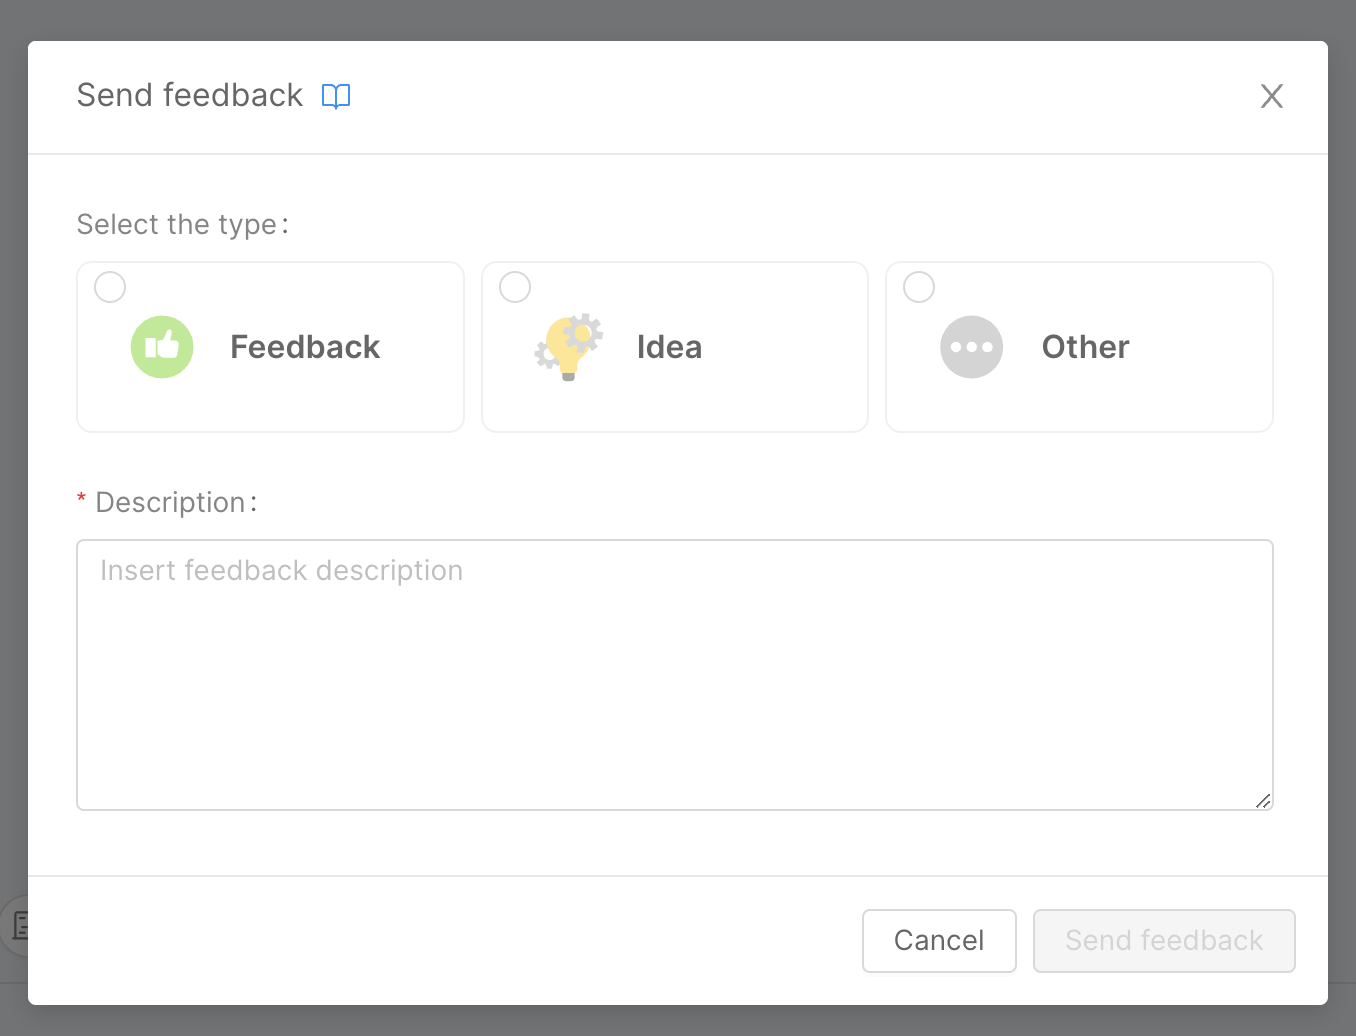 Send feedback
Select the type:
Feedback
Idea
Other
* Description:
Insert feedback description
Cancel
Send feedback